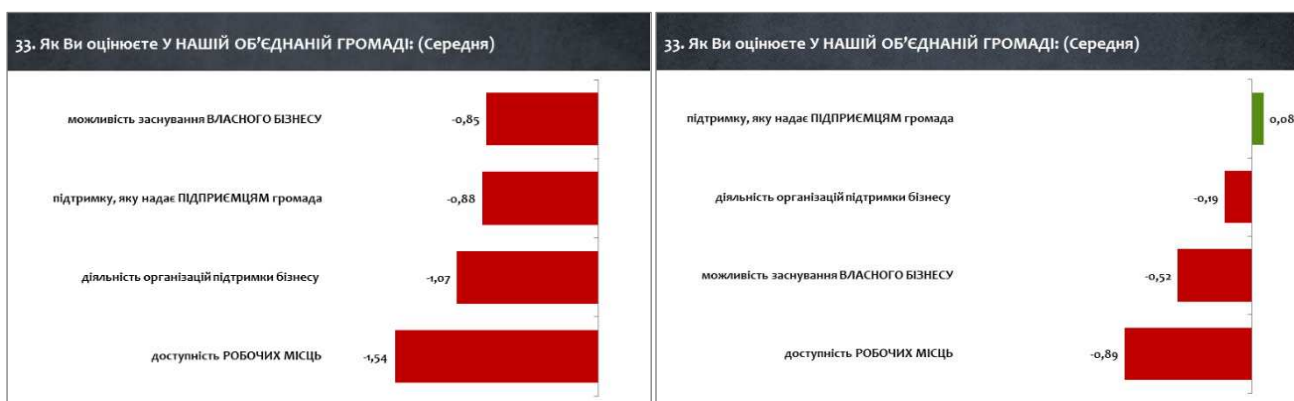 33. Як Ви оцінюєте У НАШІЙ ОБ’ЄДНАНІЙ ГРОМАДІ: (Середня)
можливість заснування ВЛАСНОГО БІЗНЕСУ
-0,85
підтримку, яку надає ПІДПРИЄМЦЯМ громада
-0,88
діяльність організацій підтримки бізнесу
-1,07
доступність РОБОЧИХ МІСЦЬ
-1,54
33. Як Ви оцінюєте У НАШІЙ ОБ’ЄДНАНІЙ ГРОМАДІ: (Середня)
підтримку, яку надає ПІДПРИЄМЦЯМ громада
0,08
діяльність організацій підтримки бізнесу
-0,19
можливість заснування ВЛАСНОГО БІЗНЕСУ
-0,52
доступність РОБОЧИХ МІСЦЬ
-0,89